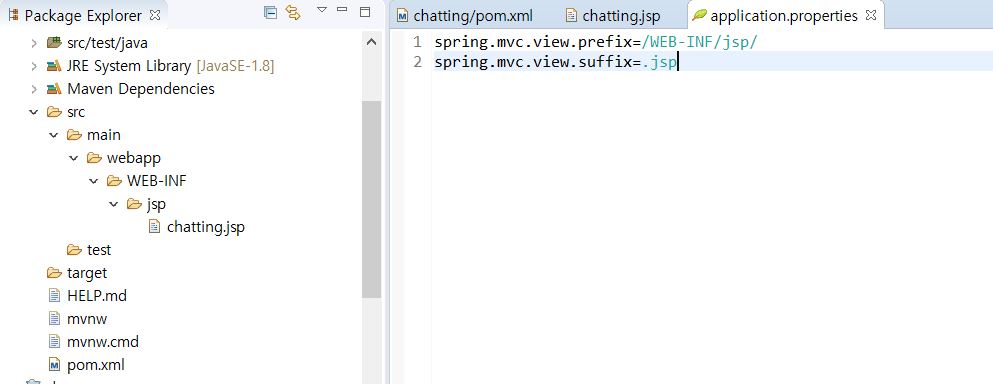 Package Explorer
src/test/java
JRE System Library [JavaSE-1.8]
Maven Dependencies
src
main
webapp
WEB-INF
jsp
chatting.jsp
test
target
HELP.md
mvnw
mvnw.cmd
pom.xml
chatting/pom.xml chatting.jsp application.properties
1 spring.mvc.view.prefix=/WEB-INF/jsp/
2 spring.mvc.view.suffix=.jsp